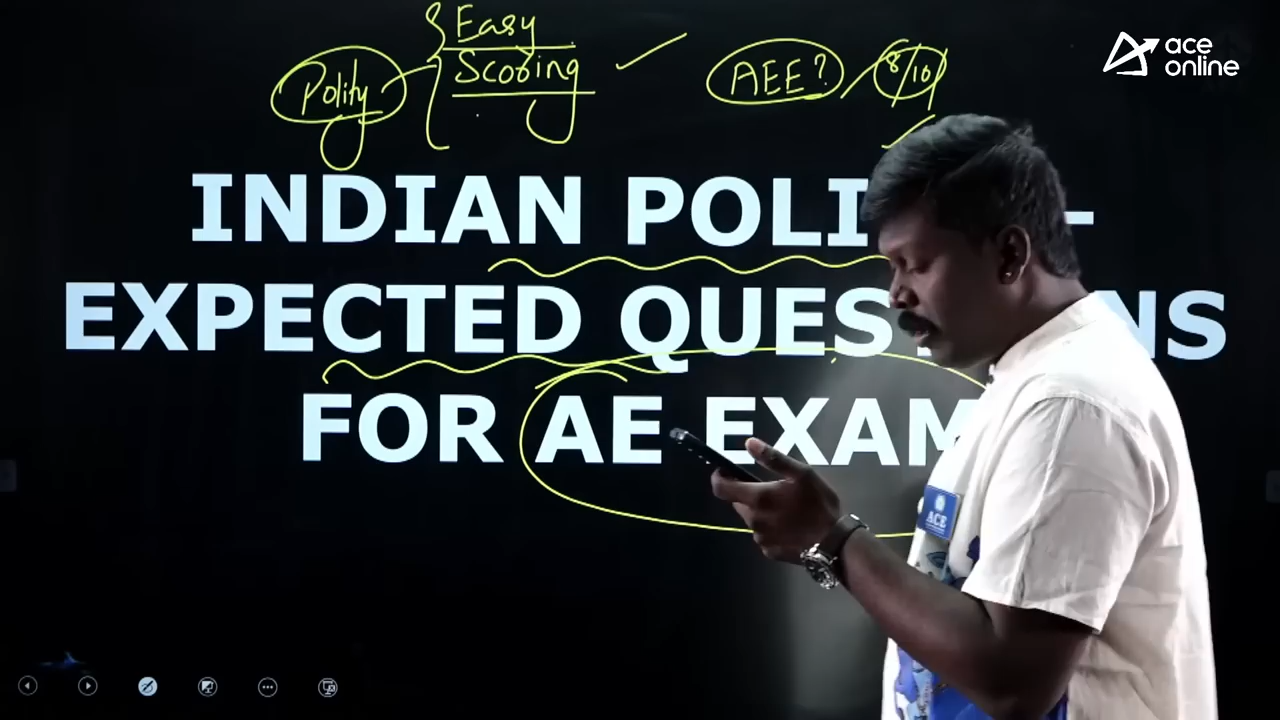 Easy
Polity Scoring AEE? 8/10
ace
online
INDIAN POLI -
EXPECTED QUES NS
FOR AE EXAM
ACE